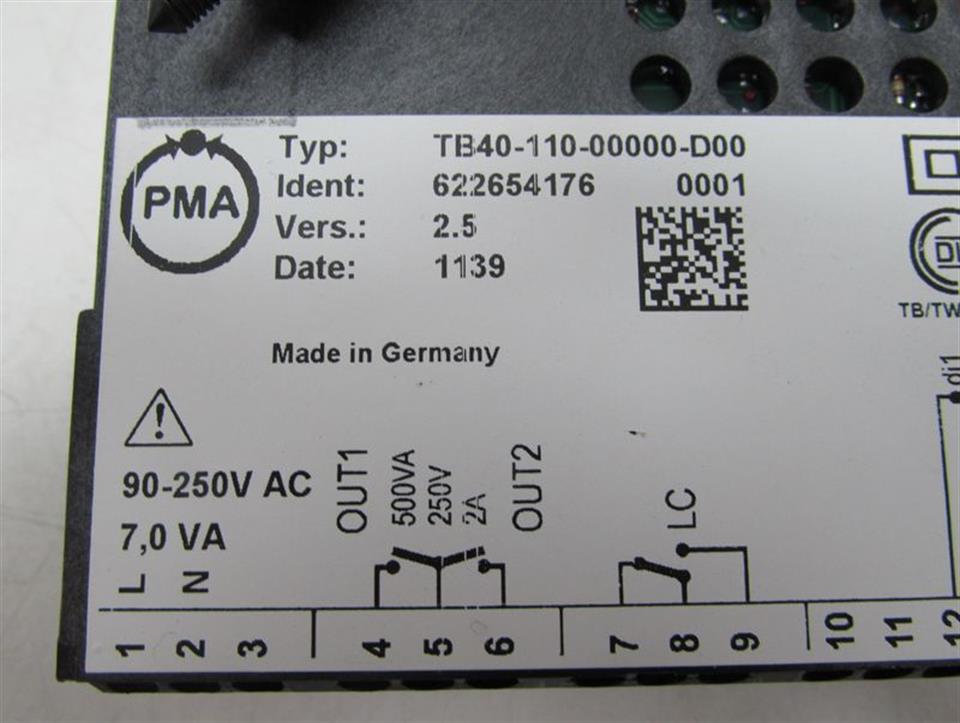 PMA
Typ: TB40-110-00000-D00
Ident: 622654176 0001
Vers.: 2.5
Date: 1139
TB/TW
Made in Germany
di1
90-250V AC
7,0 VA
L
N
OUT1
500VA
250V
2A
OUT2
LC
1 2 3 4 5 6 7 8 9 10 11 12